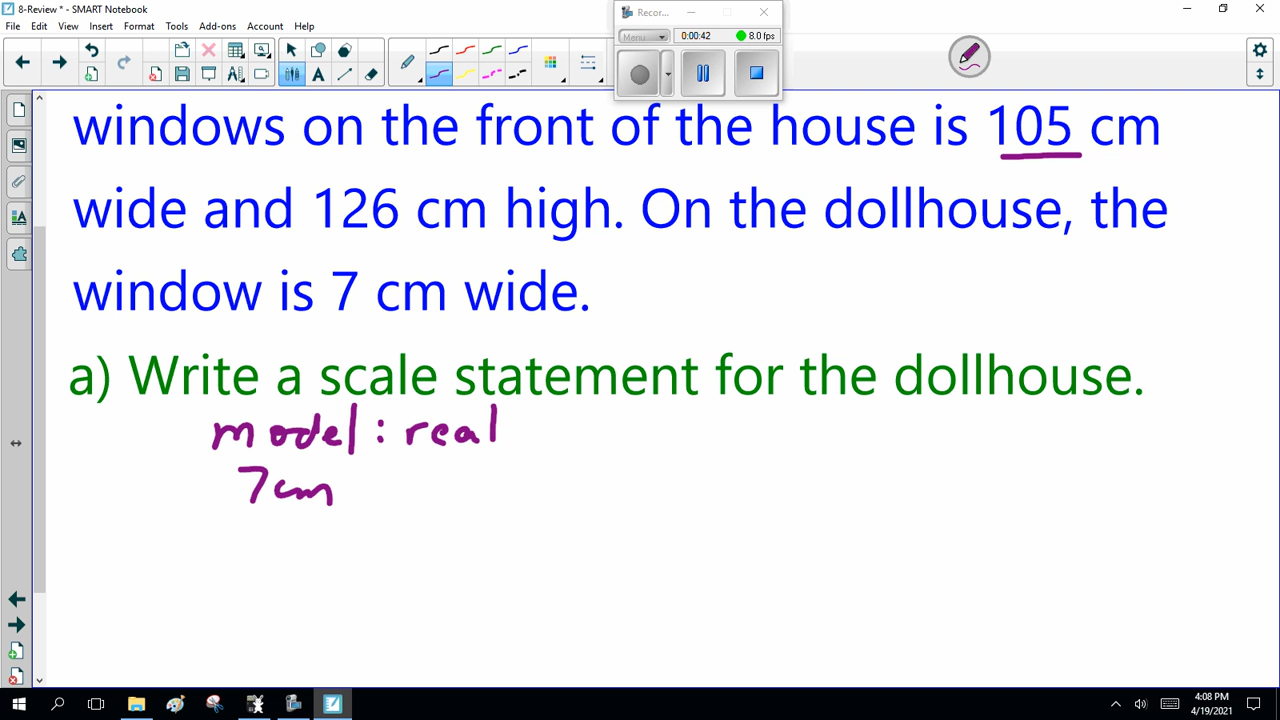 8-Review * - SMART Notebook
File Edit View Insert Format Tools Add-ons Account Help
Recor...
Menu 0:00:42 8.0 fps
windows on the front of the house is 105 cm
wide and 126 cm high. On the dollhouse, the
window is 7 cm wide.
a) Write a scale statement for the dollhouse.
model : real
7cm
4:08 PM
4/19/2021